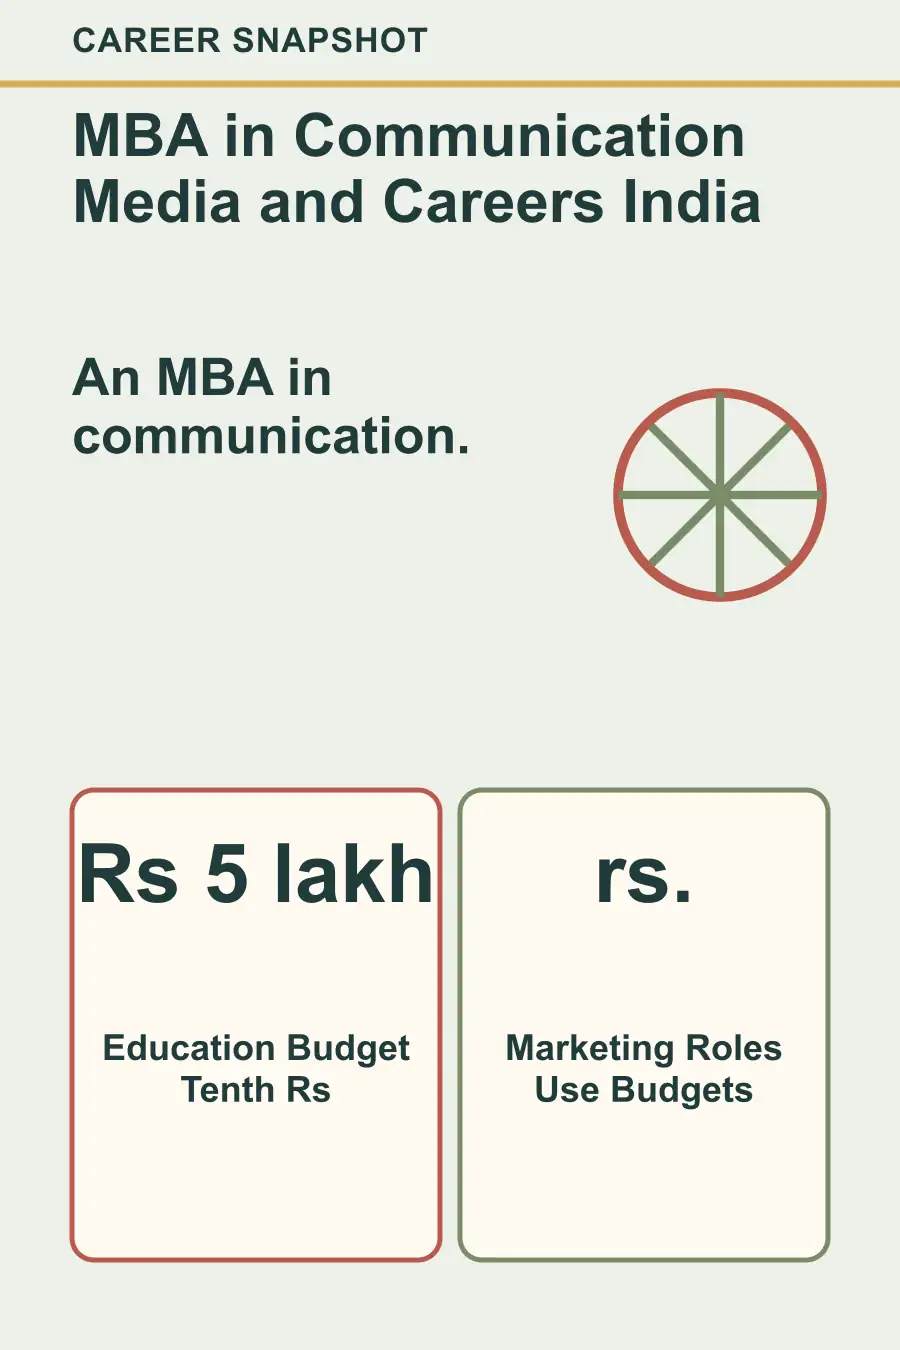 CAREER SNAPSHOT
MBA in Communication
Media and Careers India
An MBA in
communication.
Rs 5 lakh
Education Budget
Tenth Rs
rs.
Marketing Roles
Use Budgets